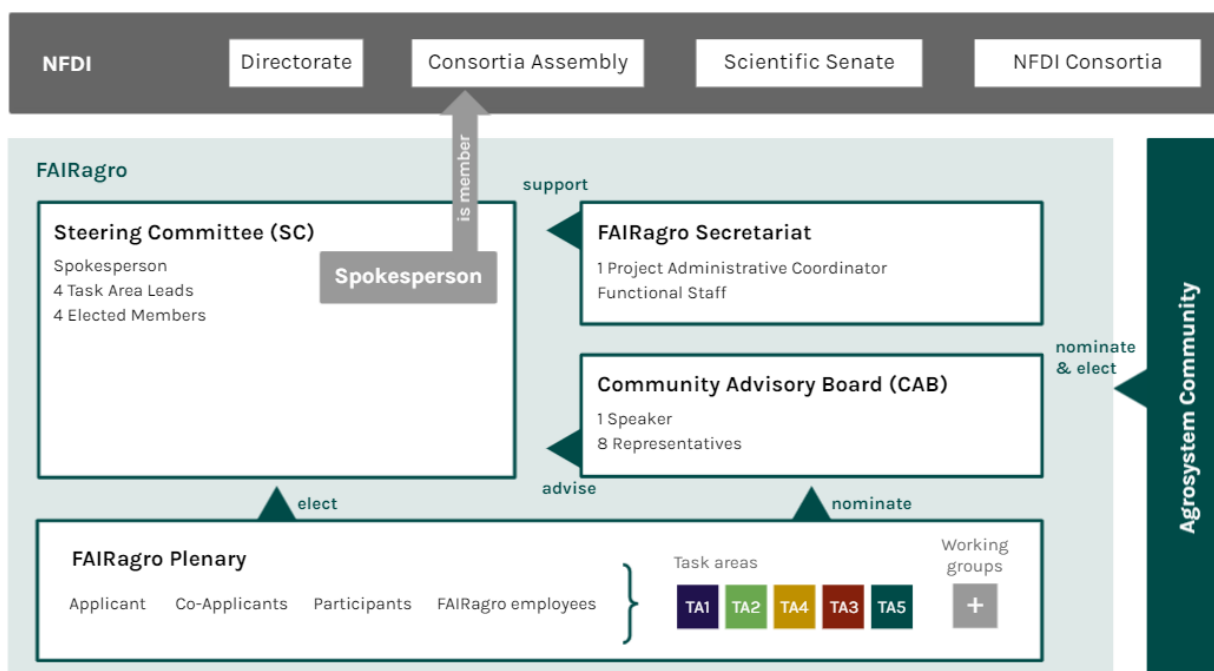 NFDI
Directorate
Consortia Assembly
Scientific Senate
NFDI Consortia
is member
FAIRagro
support
Steering Committee (SC)
Spokesperson
4 Task Area Leads
4 Elected Members
Spokesperson
FAIRagro Secretariat
1 Project Administrative Coordinator
Functional Staff
nominate
& elect
Agrosystem Community
Community Advisory Board (CAB)
1 Speaker
8 Representatives
advise
elect
nominate
FAIRagro Plenary
Applicant
Co-Applicants
Participants
FAIRagro employees
Task areas
TA1
TA2
TA4
TA3
TA5
Working
groups
+